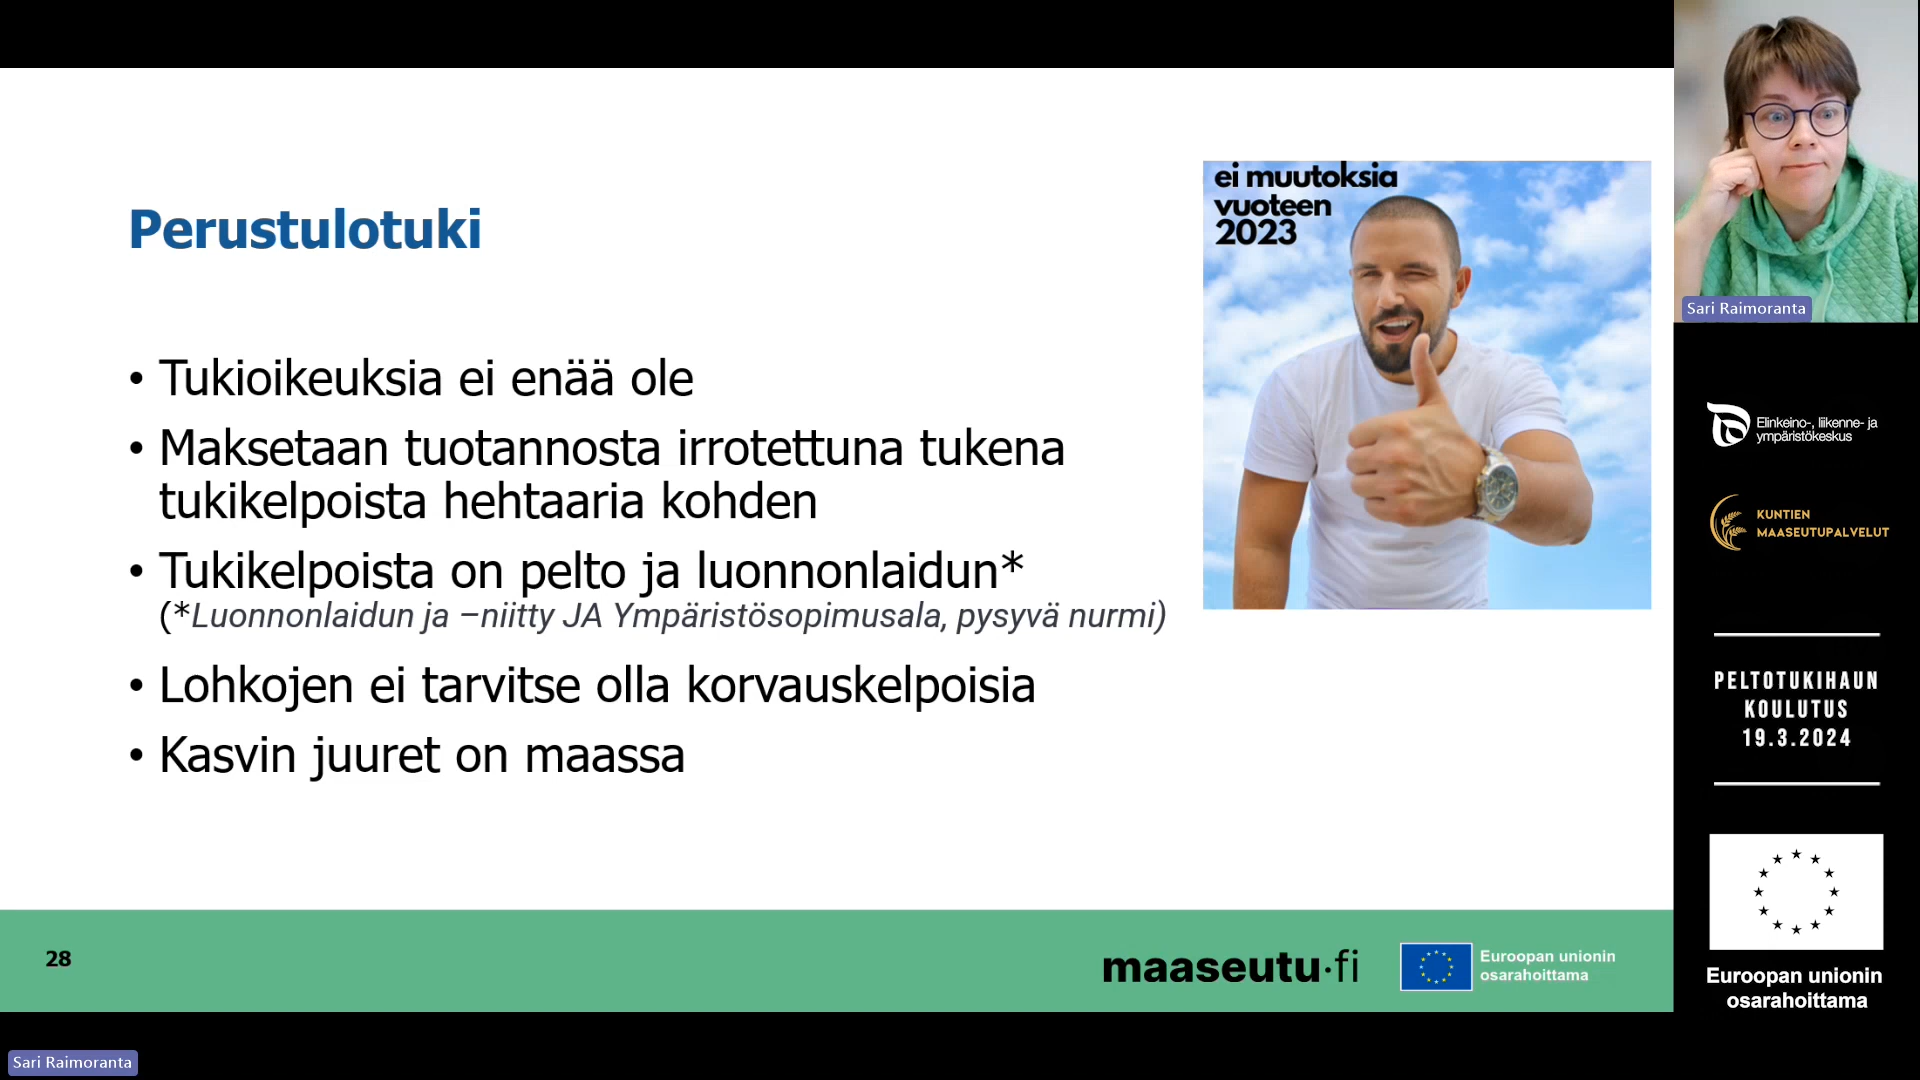 Perustulotuki
• Tukioikeuksia ei enää ole
• Maksetaan tuotannosta irrotettuna tukena
tukikelpoista hehtaaria kohden
• Tukikelpoista on pelto ja luonnonlaidun*
(*Luonnonlaidun ja –niitty JA Ympäristösopimusala, pysyvä nurmi)
• Lohkojen ei tarvitse olla korvauskelpoisia
• Kasvin juuret on maassa
ei muutoksia
vuoteen
2023
28
maaseutu.fi
Euroopan unionin
osarahoittama
Sari Raimoranta
Elinkeino-, liikenne- ja
ympäristökeskus
KUNTIEN
MAASEUTUPALVELUT
PELTOTUKIHAUN
KOULUTUS
19.3.2024
Euroopan unionin
osarahoittama
Sari Raimoranta